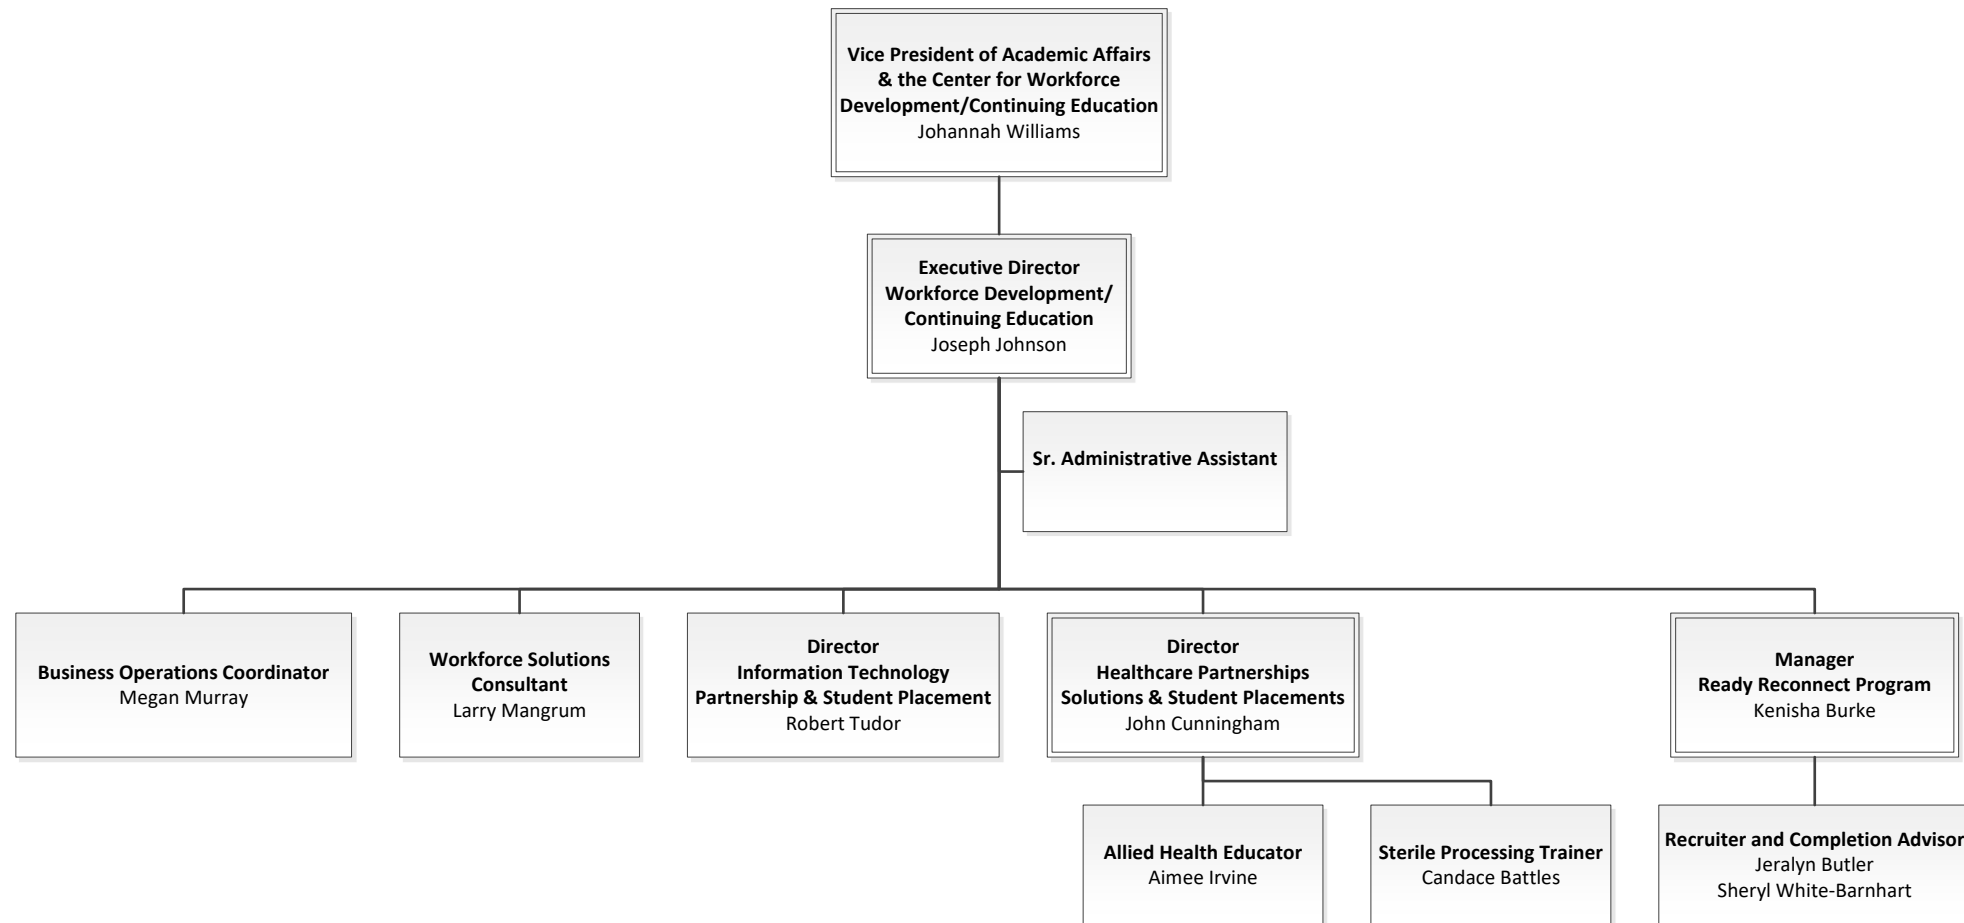 Vice President of Academic Affairs
& the Center for Workforce
Development/Continuing Education
Johannah Williams
Executive Director
Workforce Development/
Continuing Education
Joseph Johnson
Sr. Administrative Assistant
Business Operations Coordinator
Megan Murray
Workforce Solutions
Consultant
Larry Mangrum
Director
Information Technology
Partnership & Student Placement
Robert Tudor
Director
Healthcare Partnerships
Solutions & Student Placements
John Cunningham
Manager
Ready Reconnect Program
Kenisha Burke
Allied Health Educator
Aimee Irvine
Sterile Processing Trainer
Candace Battles
Recruiter and Completion Advisor
Jeralyn Butler
Sheryl White-Barnhart